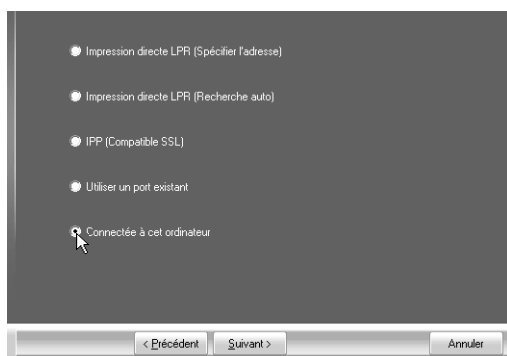 Impression directe LPR (Spécifier l'adresse)
Impression directe LPR (Recherche auto)
IPP (Compatible SSL)
Utiliser un port existant
Connectée à cet ordinateur
< Précédent Suivant > Annuler